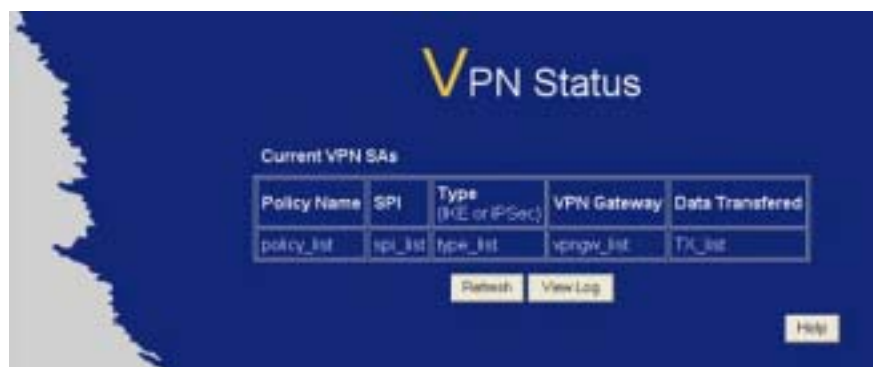 VPN Status
Current VPN SAs
Policy Name SPI Type (IKE or IPSec) VPN Gateway Data Transfered
policy_list spi_list type_list vpngw_list TX_list
Refresh View Log
Help